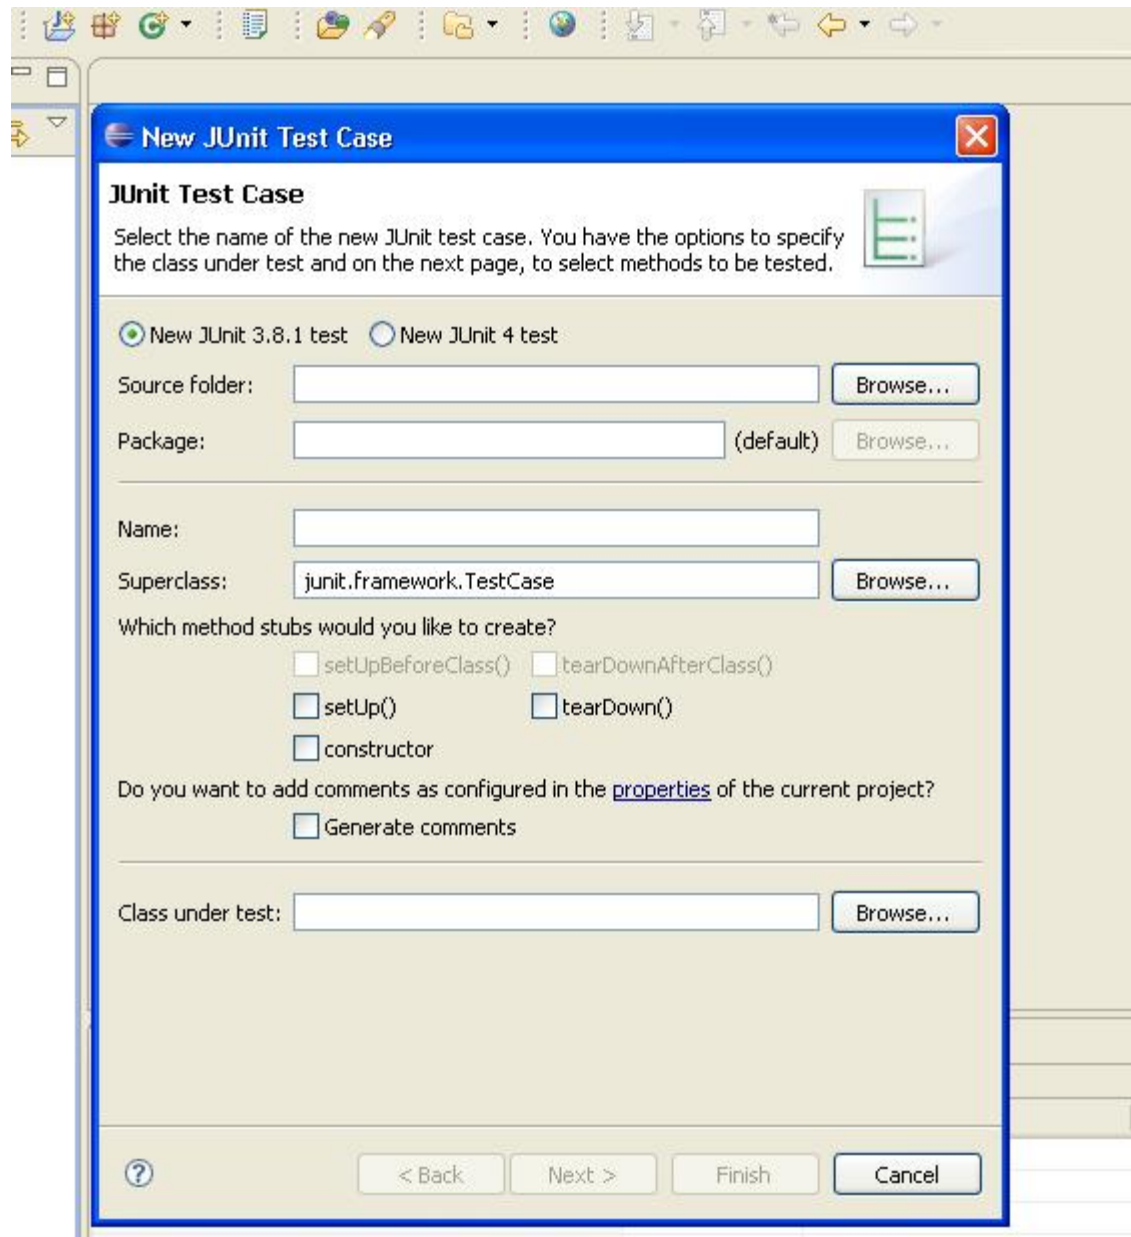 New JUnit Test Case
JUnit Test Case
Select the name of the new JUnit test case. You have the options to specify
the class under test and on the next page, to select methods to be tested.
New JUnit 3.8.1 test New JUnit 4 test
Source folder: Browse...
Package: (default) Browse...
Name:
Superclass: junit.framework.TestCase Browse...
Which method stubs would you like to create?
setUpBeforeClass() tearDownAfterClass()
setUp() tearDown()
constructor
Do you want to add comments as configured in the properties of the current project?
Generate comments
Class under test: Browse...
? < Back Next > Finish Cancel